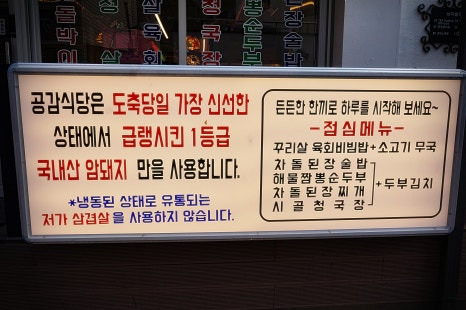 공감식당은 도축당일 가장 신선한
상태에서 급랭시킨 1등급
국내산 암돼지 만을 사용합니다.
*냉동된 상태로 유통되는
저가 삼겹살을 사용하지 않습니다.
든든한 한끼로 하루를 시작해 보세요~
-점심메뉴-
꾸리살 육회비빔밥+소고기 무국
차돌된장술밥
해물짬뽕순두부
차돌된장찌개
시골청국장
+두부김치